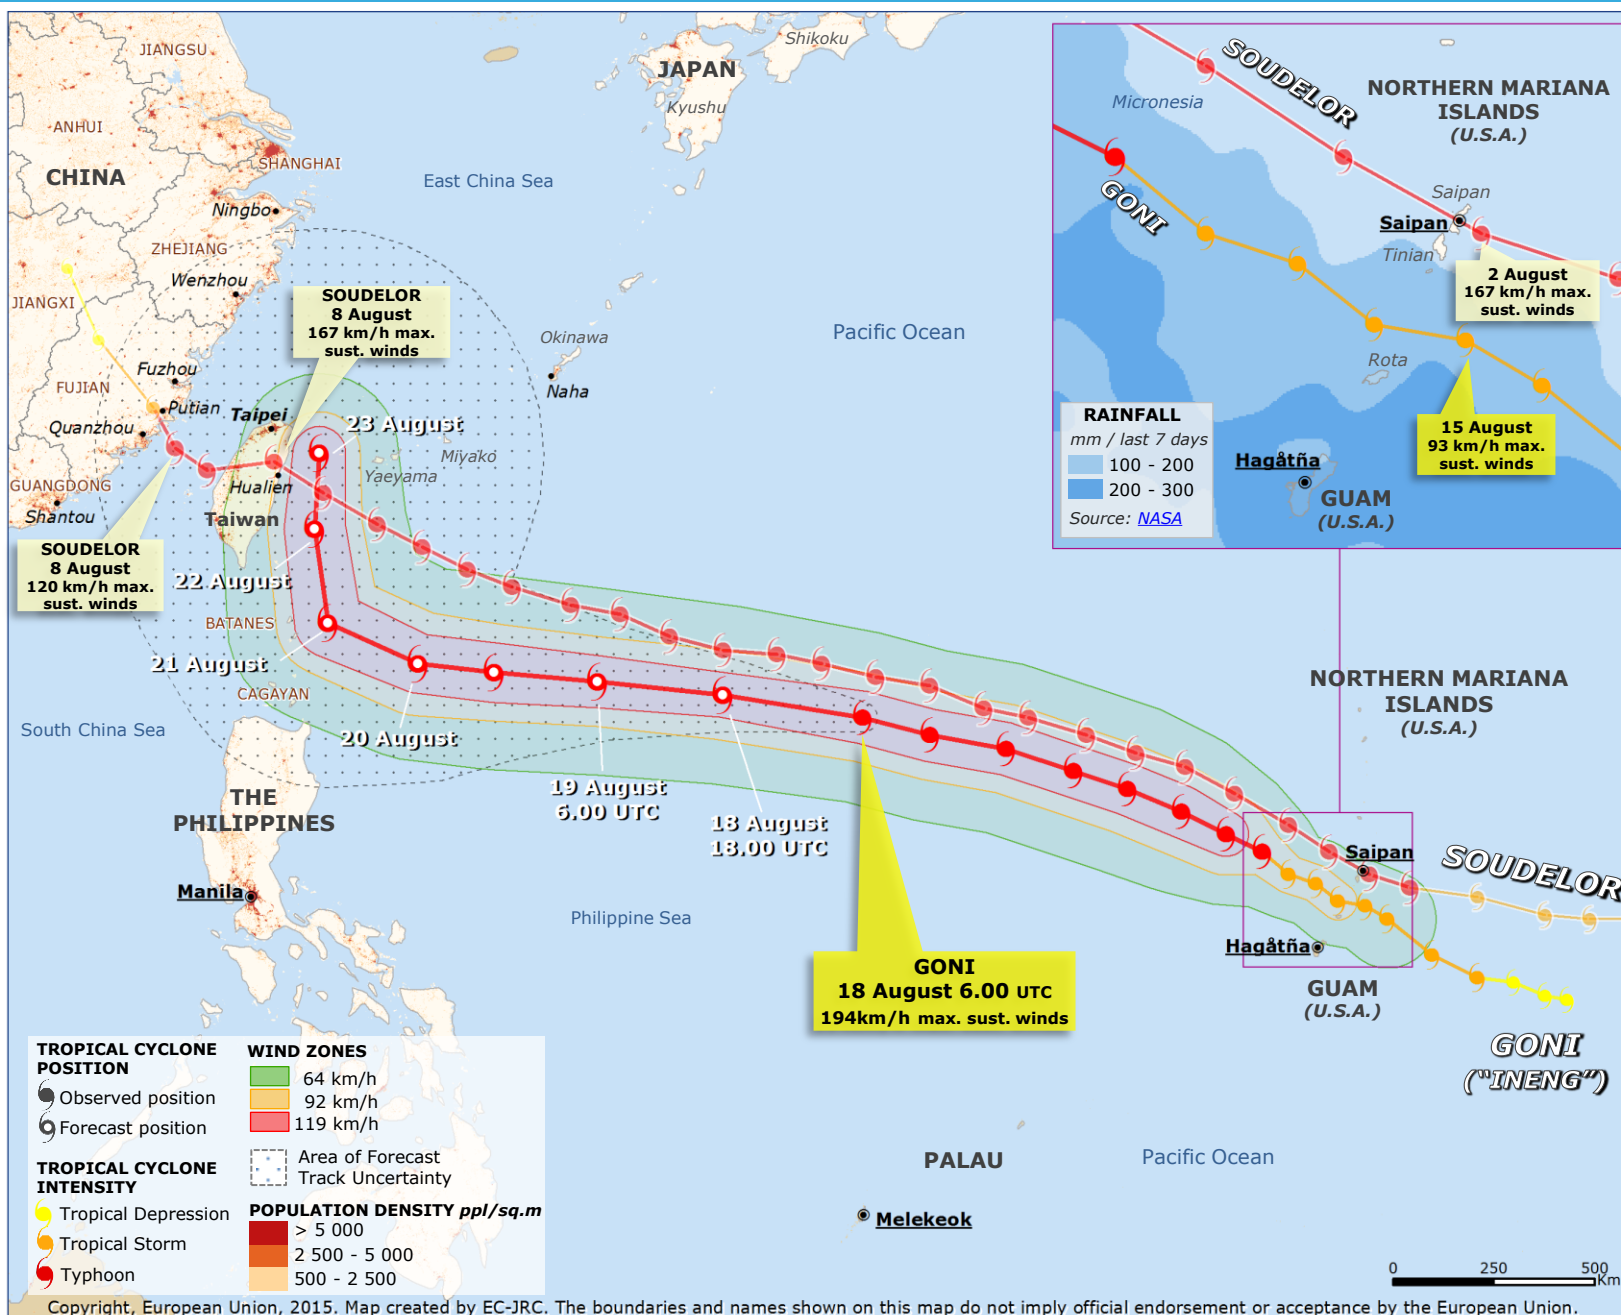 JIANGSU
ANHUI
CHINA
SHANGHAI
Ningbo
ZHEJIANG
Wenzhou
JIANGXI
FUJIAN
Fuzhou
Putian
Quanzhou
GUANGDONG
Shantou
Taipei
Hualien
Taiwan
JAPAN
Shikoku
Kyushu
East China Sea
Pacific Ocean
Okinawa
Naha
Miyako
Yaeyama
SOUDELOR
8 August
167 km/h max.
sust. winds
SOUDELOR
8 August
120 km/h max.
sust. winds
23 August
22 August
21 August
20 August
19 August
6.00 UTC
18 August
18.00 UTC
BATANES
CAGAYAN
South China Sea
THE
PHILIPPINES
Manila
Philippine Sea
GONI
18 August 6.00 UTC
194km/h max. sust. winds
SOUDELOR
NORTHERN MARIANA
ISLANDS
(U.S.A.)
Micronesia
GONI
Saipan
Saipan
Tinian
2 August
167 km/h max.
sust. winds
Rota
15 August
93 km/h max.
sust. winds
Hagåtña
GUAM
(U.S.A.)
RAINFALL
mm / last 7 days
100 - 200
200 - 300
Source: NASA
NORTHERN MARIANA
ISLANDS
(U.S.A.)
Saipan
SOUDELOR
Hagåtña
GUAM
(U.S.A.)
GONI
("INENG")
PALAU
Pacific Ocean
Melekeok
TROPICAL CYCLONE
POSITION
Observed position
Forecast position
TROPICAL CYCLONE
INTENSITY
Tropical Depression
Tropical Storm
Typhoon
WIND ZONES
64 km/h
92 km/h
119 km/h
Area of Forecast
Track Uncertainty
POPULATION DENSITY ppl/sq.m
> 5 000
2 500 - 5 000
500 - 2 500
0 250 500
Km
Copyright, European Union, 2015. Map created by EC-JRC. The boundaries and names shown on this map do not imply official endorsement or acceptance by the European Union.